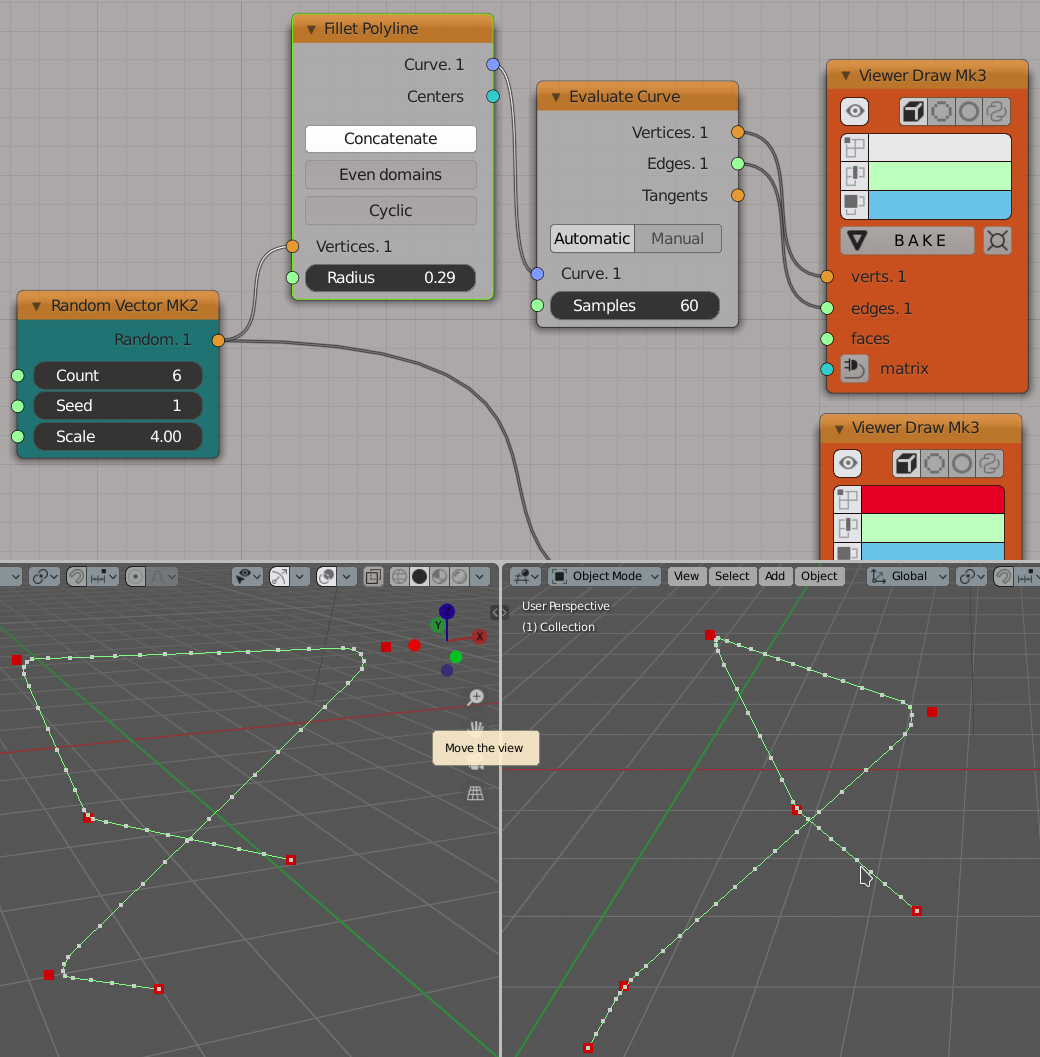 Fillet Polyline
Curve. 1
Centers
Concatenate
Even domains
Cyclic
Vertices. 1
Radius 0.29
Random Vector MK2
Random. 1
Count 6
Seed 1
Scale 4.00
Evaluate Curve
Vertices. 1
Edges. 1
Tangents
Automatic Manual
Curve. 1
Samples 60
Viewer Draw Mk3
BAKE
verts. 1
edges. 1
faces
matrix
Viewer Draw Mk3
Z
Y
X
Move the view
Object Mode View Select Add Object Global
User Perspective
(1) Collection